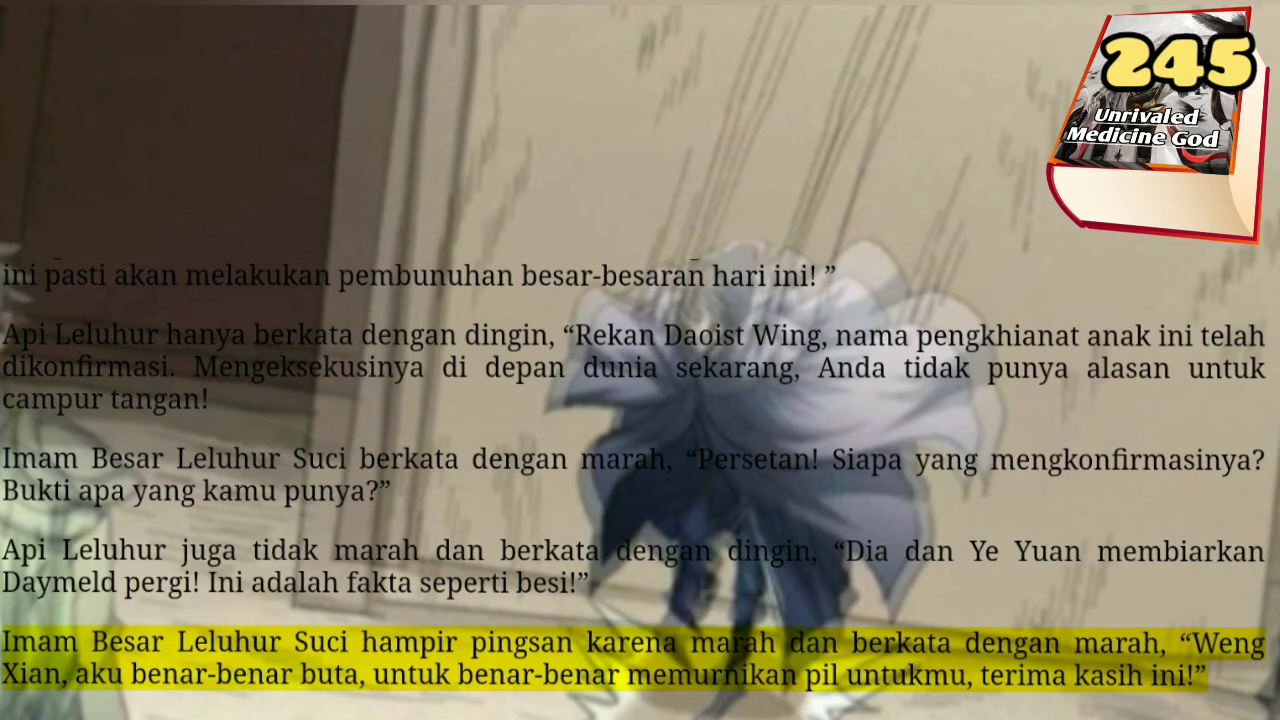 245
Unrivaled
Medicine God
ini pasti akan melakukan pembunuhan besar-besaran hari ini! ”
Api Leluhur hanya berkata dengan dingin, “Rekan Daoist Wing, nama pengkhianat anak ini telah
dikonfirmasi. Mengeksekusinya di depan dunia sekarang, Anda tidak punya alasan untuk
campur tangan!
Imam Besar Leluhur Suci berkata dengan marah, “Persetan! Siapa yang mengkonfirmasinya?
Bukti apa yang kamu punya?”
Api Leluhur juga tidak marah dan berkata dengan dingin, “Dia dan Ye Yuan membiarkan
Daymeld pergi! Ini adalah fakta seperti besi!”
Imam Besar Leluhur Suci hampir pingsan karena marah dan berkata dengan marah, “Weng
Xian, aku benar-benar buta, untuk benar-benar memurnikan pil untukmu, terima kasih ini!”